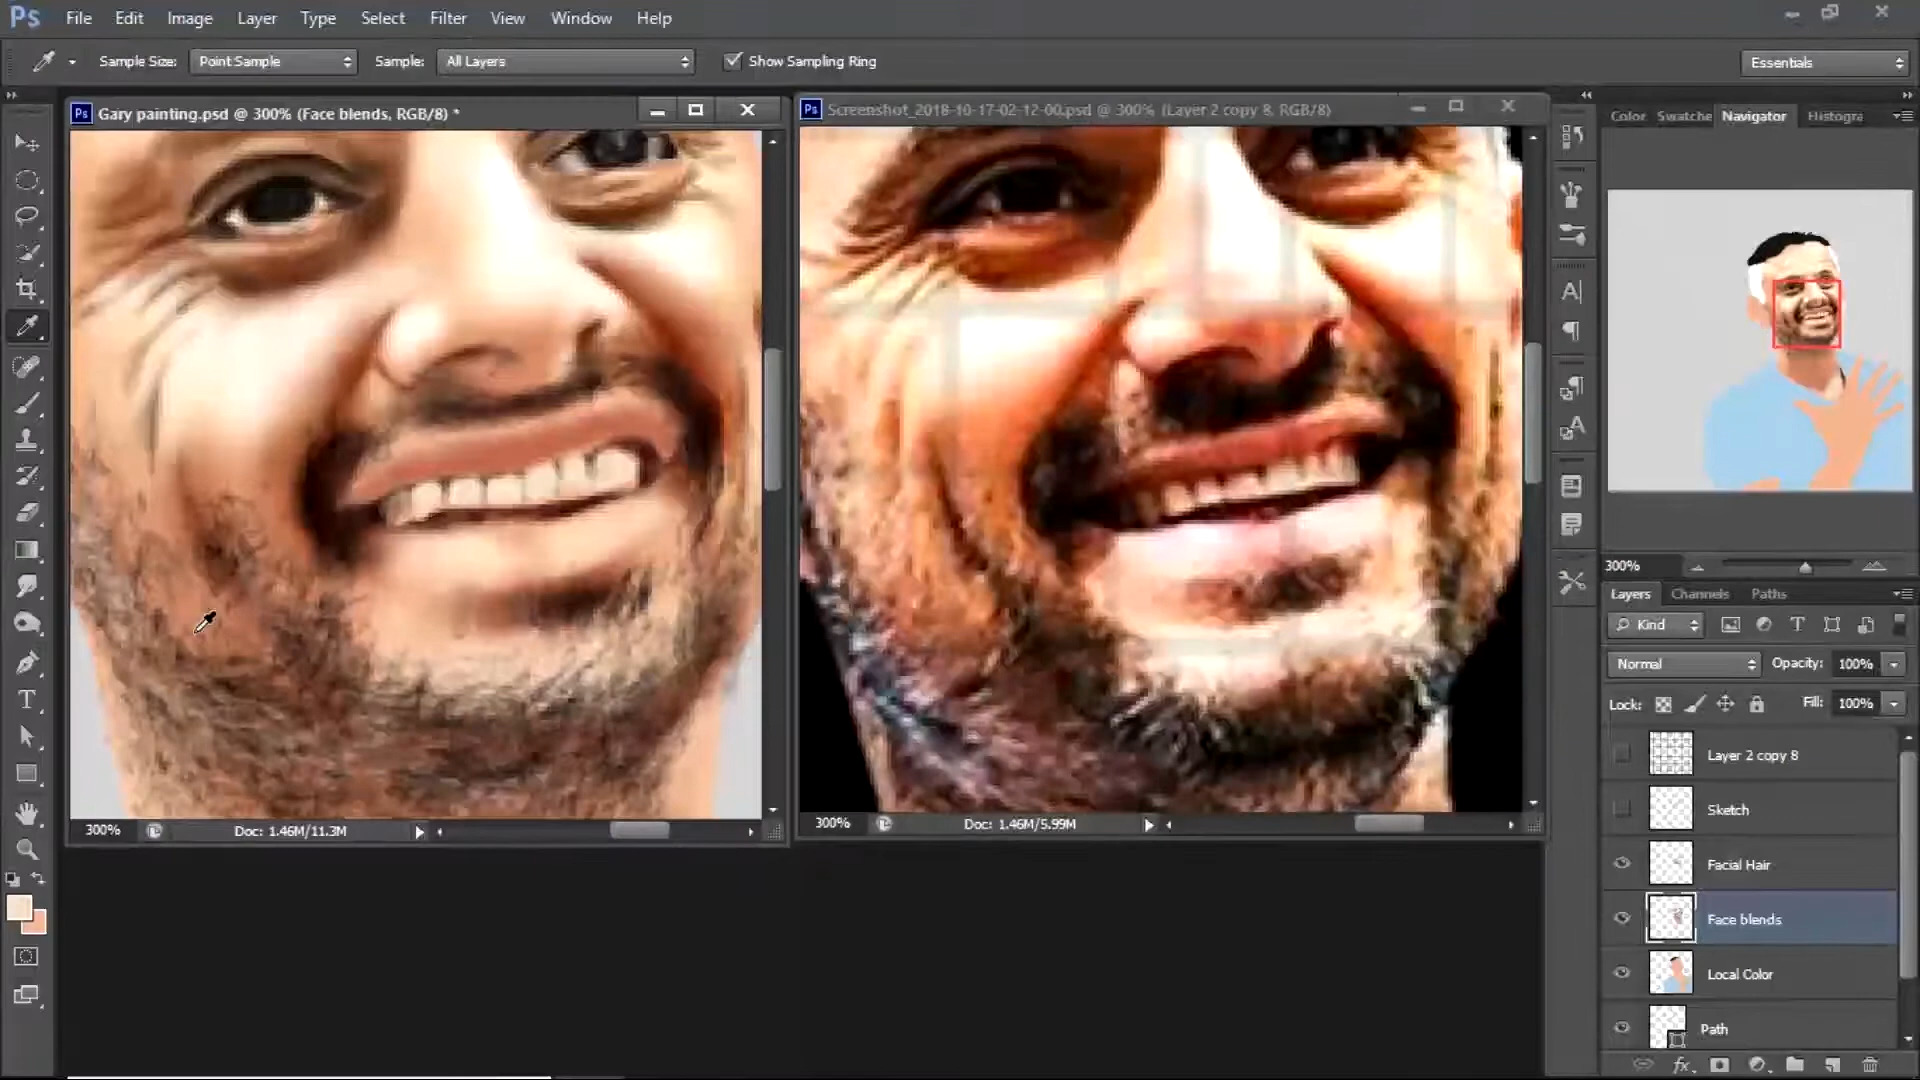 Ps File Edit Image Layer Type Select Filter View Window Help
Sample Size: Point Sample Sample: All Layers Show Sampling Ring Essentials
Ps Gary painting.psd @ 300% (Face blends, RGB/8) *
Ps Screenshot_2018-10-17-02-12-00.psd @ 300% (Layer 2 copy 8, RGB/8)
Color Swatche Navigator Histogra
300%
Layers Channels Paths
Kind
Normal Opacity: 100%
Lock: Fill: 100%
Layer 2 copy 8
Sketch
Facial Hair
Face blends
Local Color
Path
fx
300% Doc: 1.46M/11.3M
300% Doc: 1.46M/5.99M